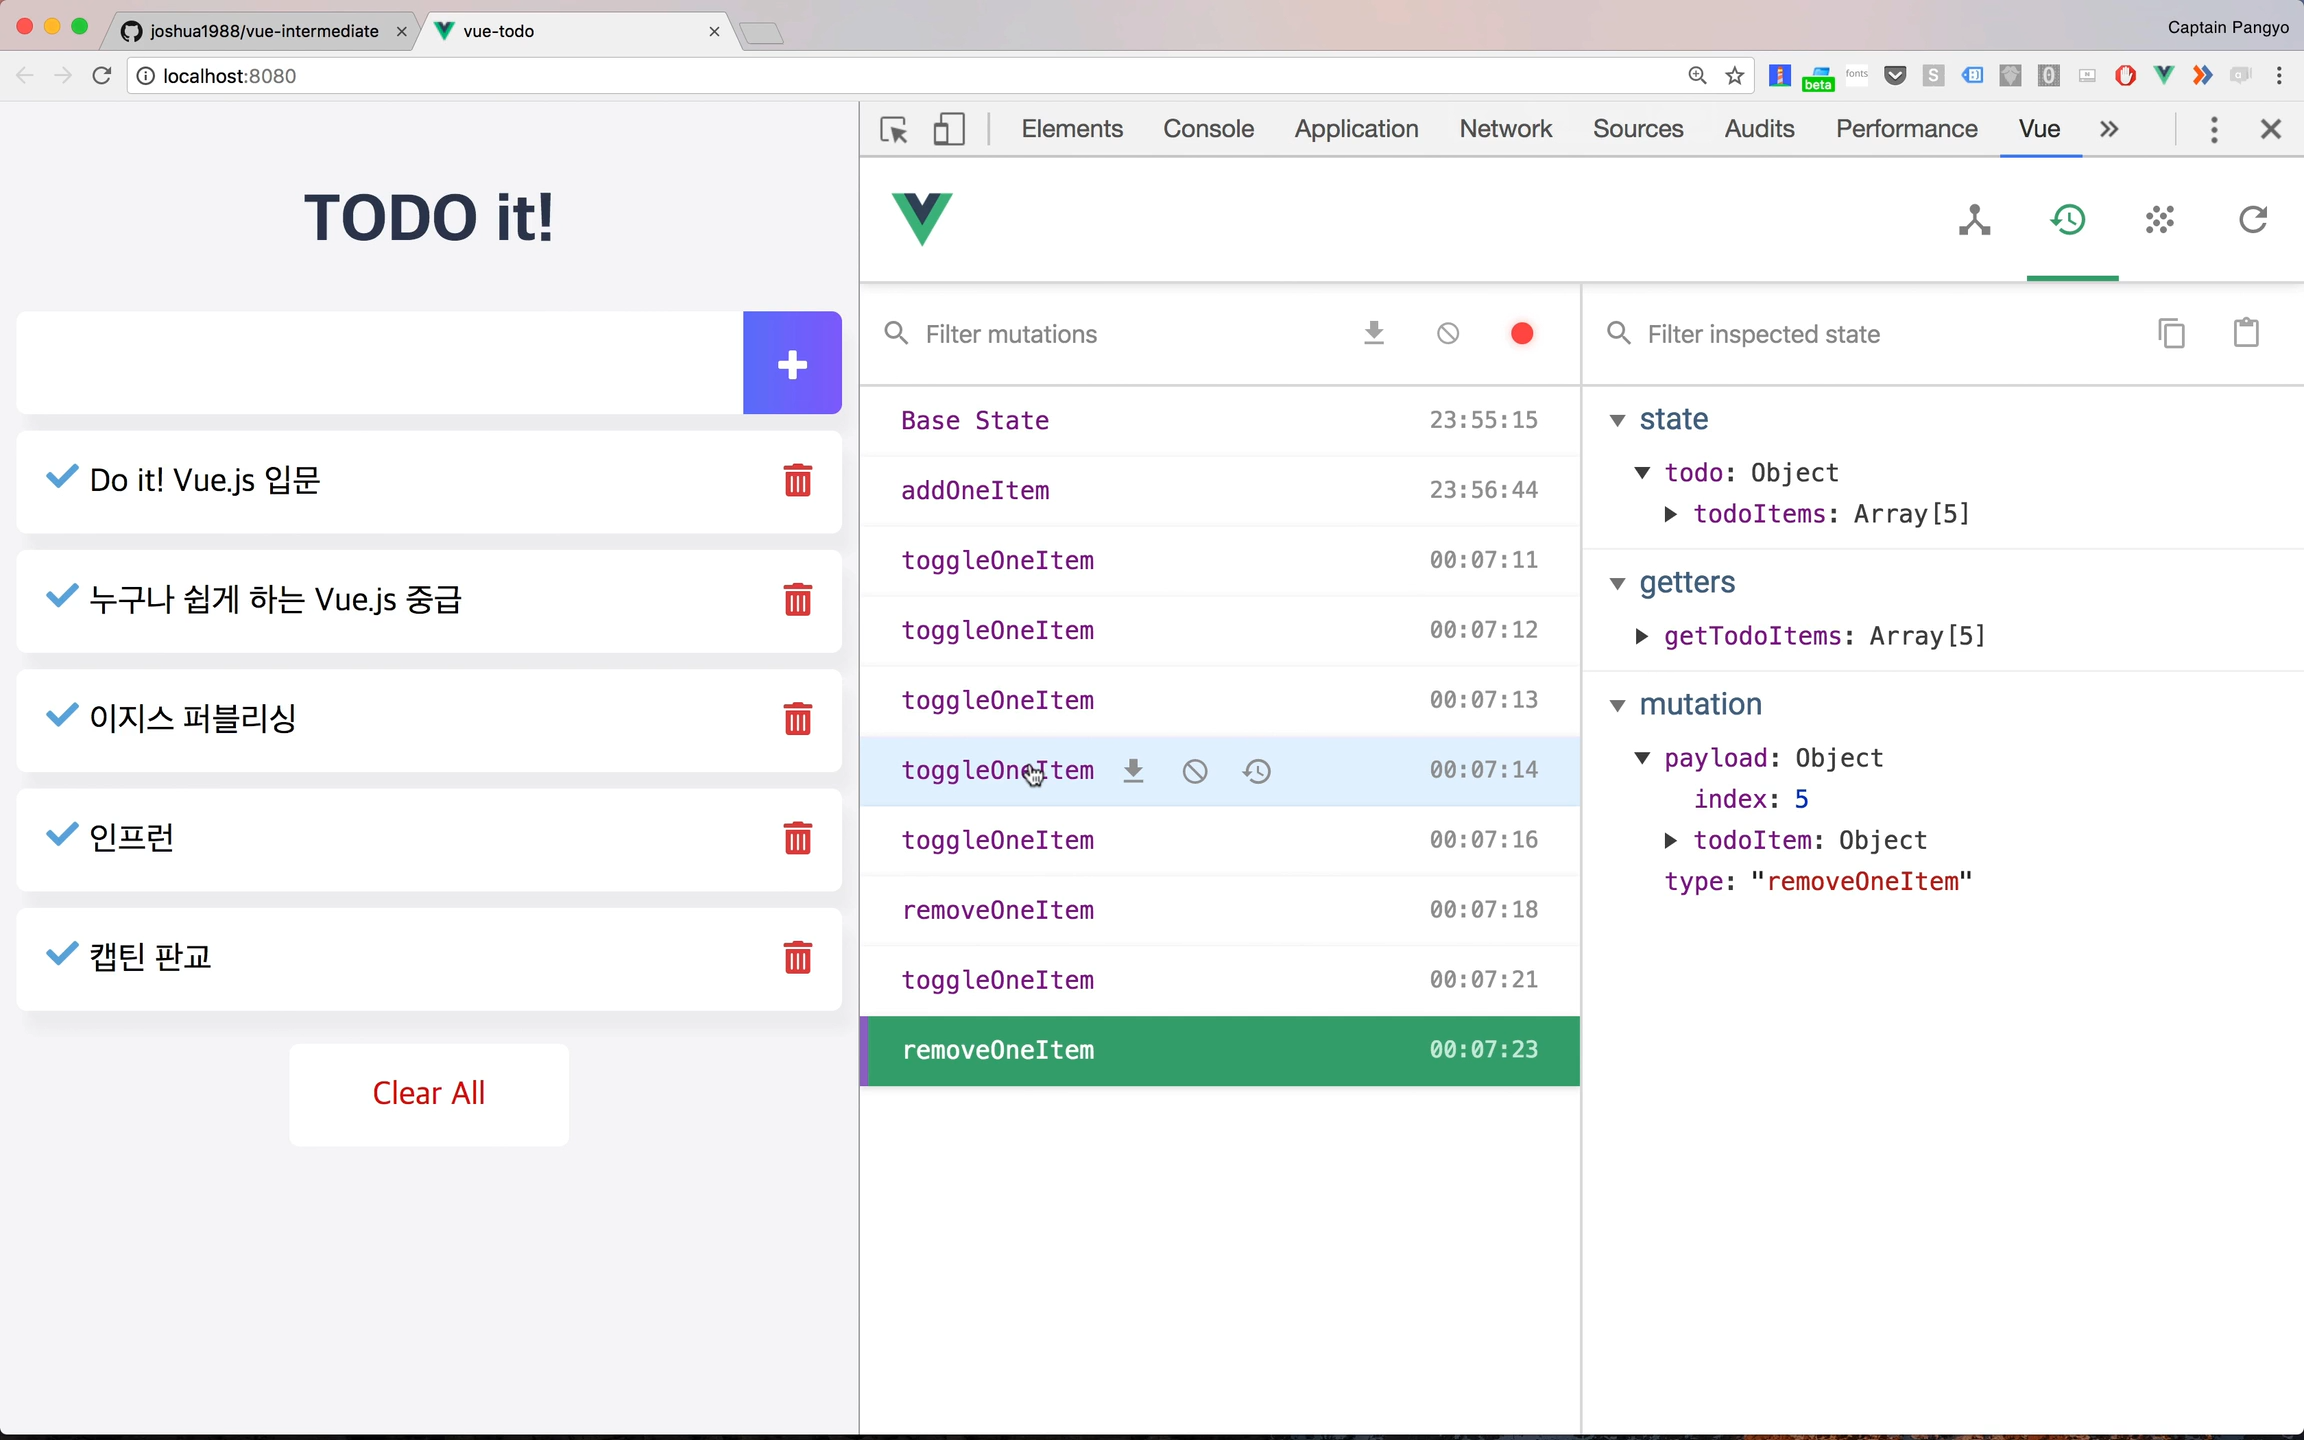 joshua1988/vue-intermediate
vue-todo
Captain Pangyo
localhost:8080
beta
fonts
Elements
Console
Application
Network
Sources
Audits
Performance
Vue
TODO it!
Do it! Vue.js 입문
누구나 쉽게 하는 Vue.js 중급
이지스 퍼블리싱
인프런
캡틴 판교
Clear All
Filter mutations
Base State 23:55:15
addOneItem 23:56:44
toggleOneItem 00:07:11
toggleOneItem 00:07:12
toggleOneItem 00:07:13
toggleOneItem 00:07:14
toggleOneItem 00:07:16
removeOneItem 00:07:18
toggleOneItem 00:07:21
removeOneItem 00:07:23
Filter inspected state
state
todo: Object
todoItems: Array[5]
getters
getTodoItems: Array[5]
mutation
payload: Object
index: 5
todoItem: Object
type: "removeOneItem"